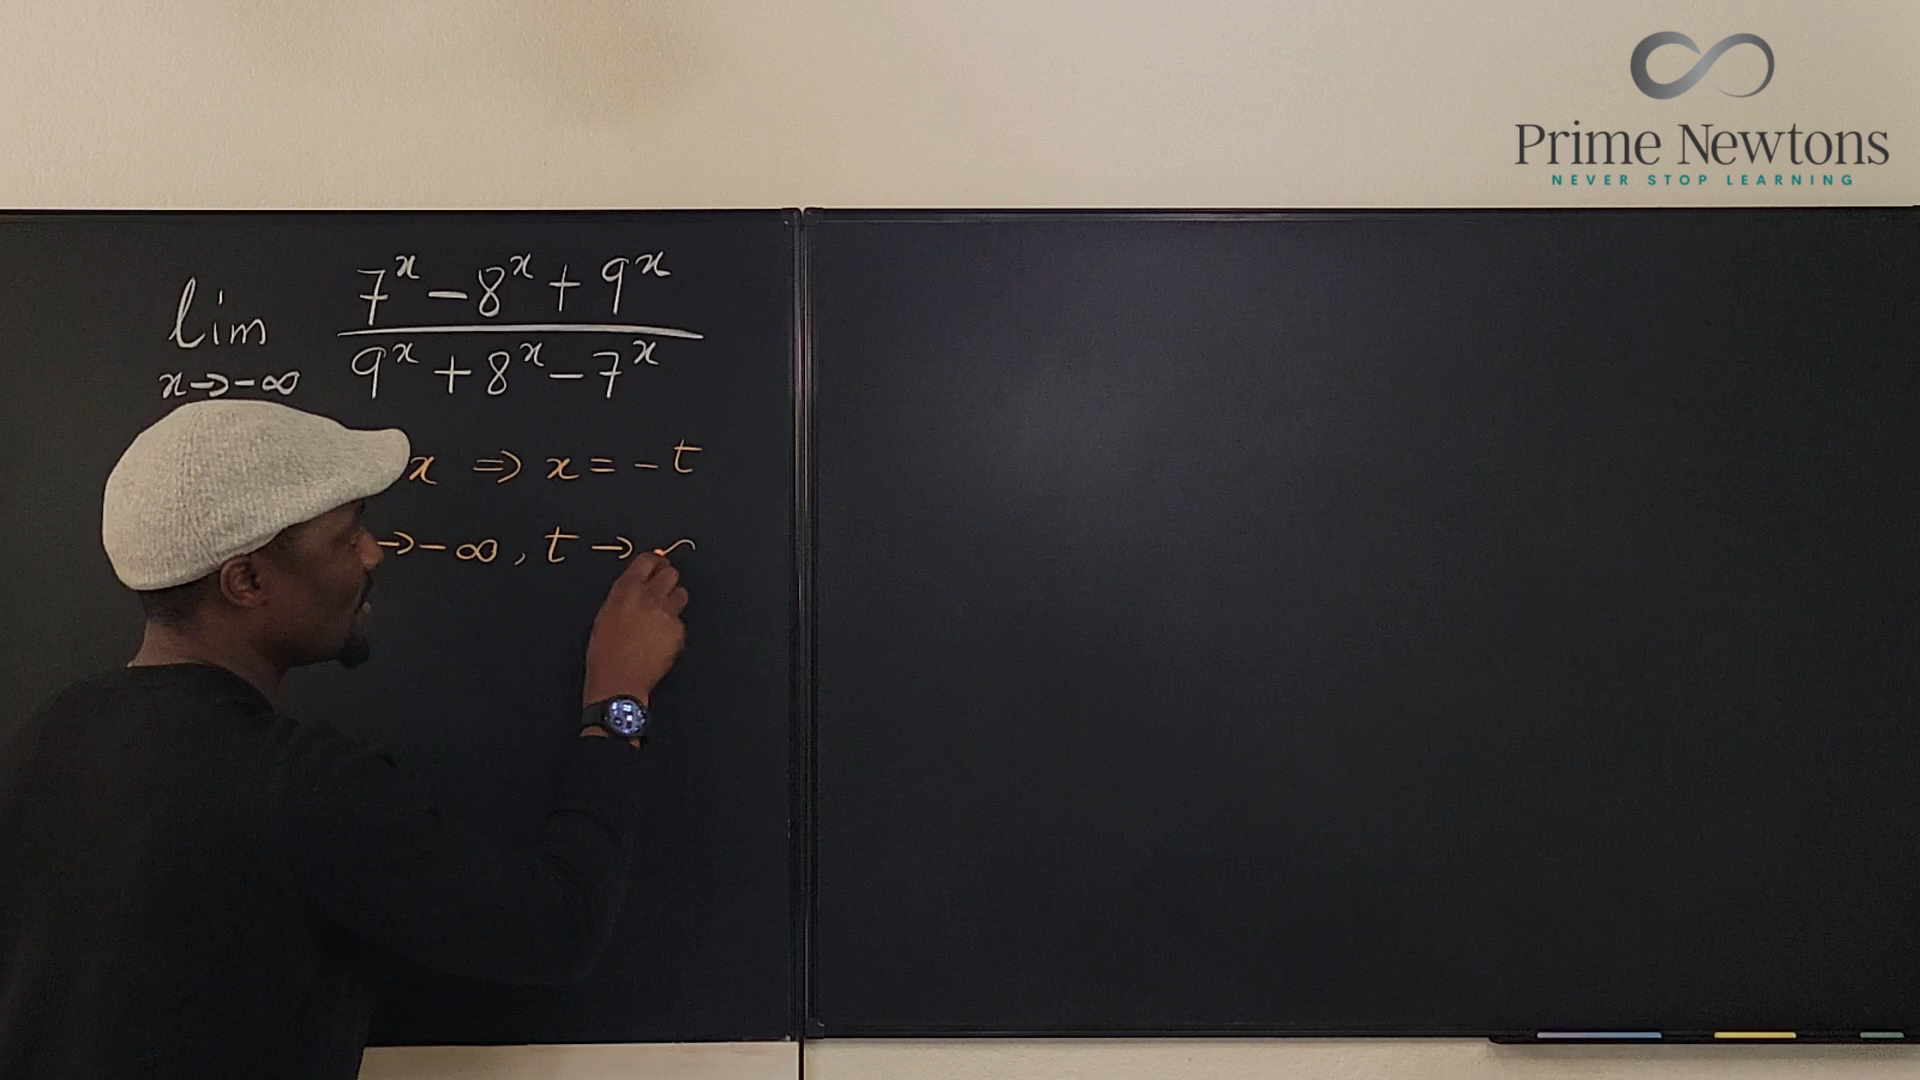 Prime Newtons
NEVER STOP LEARNING
lim x→-∞ (7^x - 8^x + 9^x) / (9^x + 8^x - 7^x)
x ⇒ x = -t
→ -∞, t →